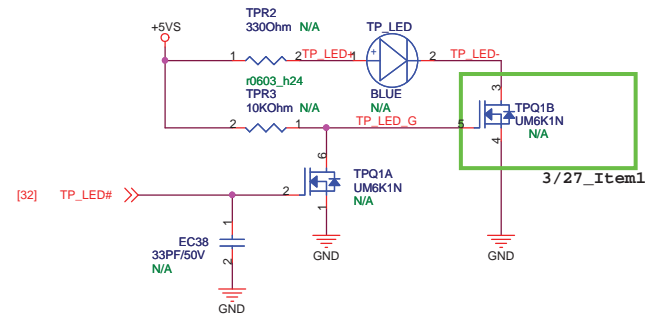 +5VS
TPR2
330Ohm N/A
1
2
TP_LED+
TP_LED
1
+
2
TP_LED-
BLUE
N/A
r0603_h24
TPR3
10KOhm N/A
2
1
TP_LED_G
5
3
4
TPQ1B
UM6K1N
N/A
3/27_Item1
6
2
1
TPQ1A
UM6K1N
N/A
[32] TP_LED#
1
2
EC38
33PF/50V
N/A
GND
GND
GND